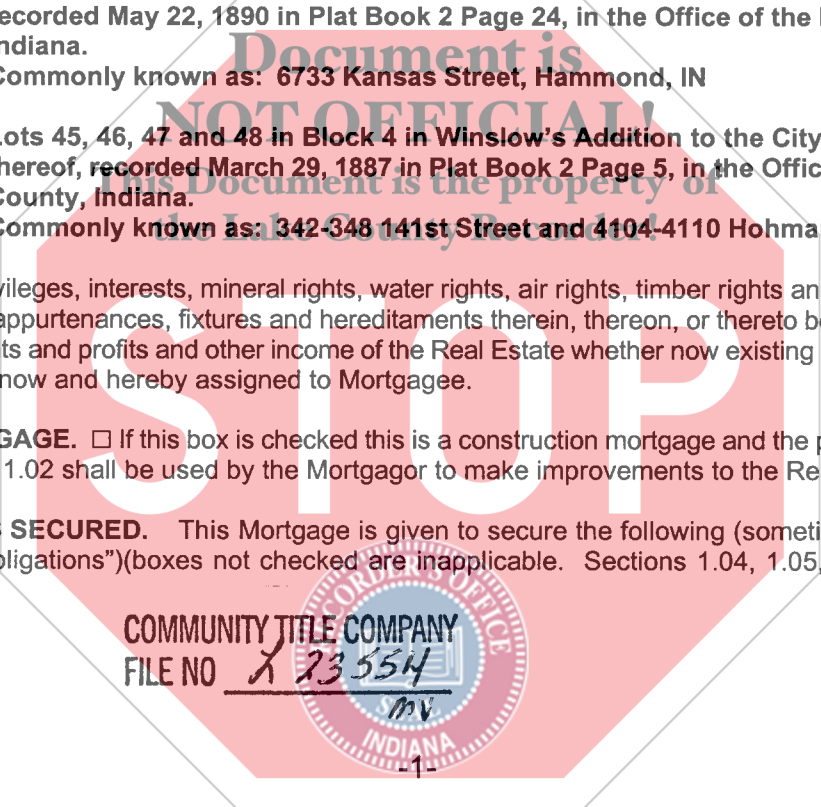 ecorded May 22, 1890 in Plat Book 2 Page 24, in the Office of the
ndiana.
Document is
Commonly known as: 6733 Kansas Street, Hammond, IN
NOT OFFICIAL!
Lots 45, 46, 47 and 48 in Block 4 in Winslow's Addition to the City
hereof, recorded March 29, 1887 in Plat Book 2 Page 5, in the Offic
This Document is the property of
County, Indiana.
the Lake County Recorder!
Commonly known as: 342-348 141st Street and 4104-4110 Hohma
vileges, interests, mineral rights, water rights, air rights, timber rights an
appurtenances, fixtures and hereditaments therein, thereon, or thereto b
ts and profits and other income of the Real Estate whether now existing
now and hereby assigned to Mortgagee.
STOP
GAGE. ☐ If this box is checked this is a construction mortgage and the p
1.02 shall be used by the Mortgagor to make improvements to the Re
SECURED. This Mortgage is given to secure the following (someti
bligations")(boxes not checked are inapplicable. Sections 1.04, 1.05,
RECORDER'S OFFICE
COMMUNITY TITLE COMPANY
FILE NO X 23554
mv
SEAL
INDIANA
-1-